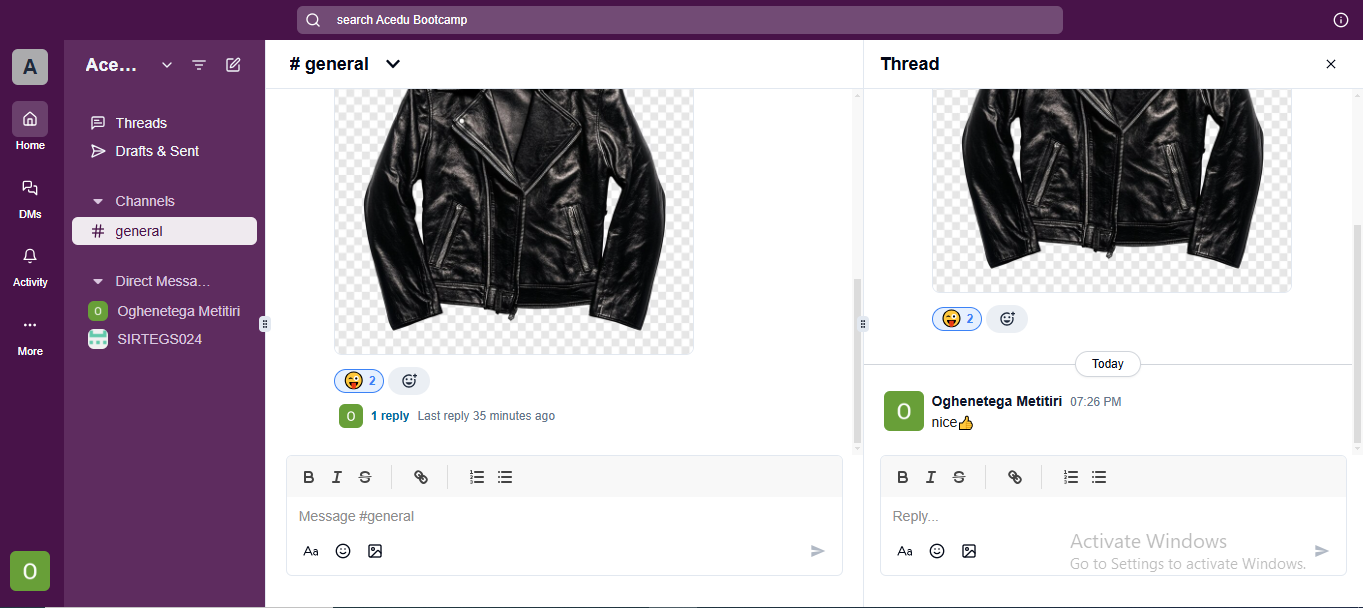 search Acedu Bootcamp
A
Home
DMs
Activity
More
O
Ace...
Threads
Drafts & Sent
Channels
# general
Direct Messa...
O Oghenetega Metitiri
SIRTEGS024
# general
😜 2
O 1 reply Last reply 35 minutes ago
B I S
Message #general
Aa
Thread
😜 2
Today
O Oghenetega Metitiri 07:26 PM
nice👍
B I S
Reply...
Aa
Activate Windows
Go to Settings to activate Windows.